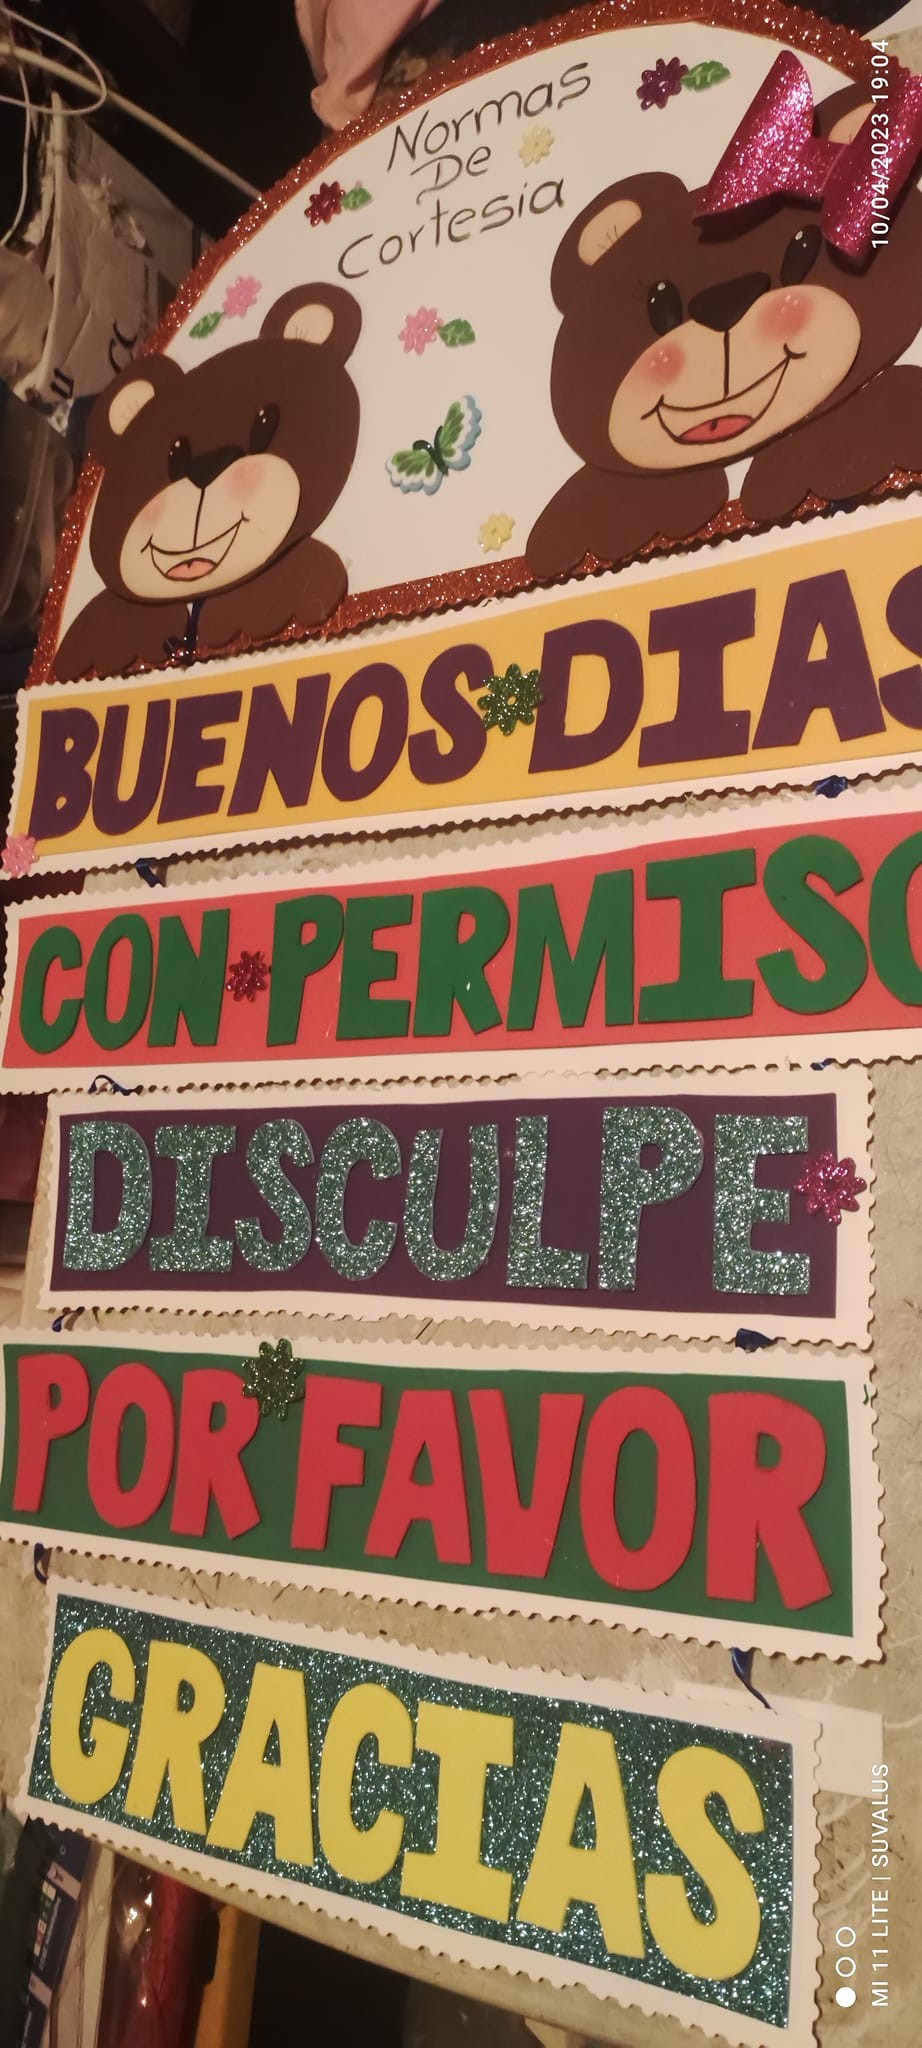 Normas
De
Cortesia
BUENOS DIAS
CON PERMISO
DISCULPE
POR FAVOR
GRACIAS
10/04/2023 19:04
MI 11 LITE | SUVALUS